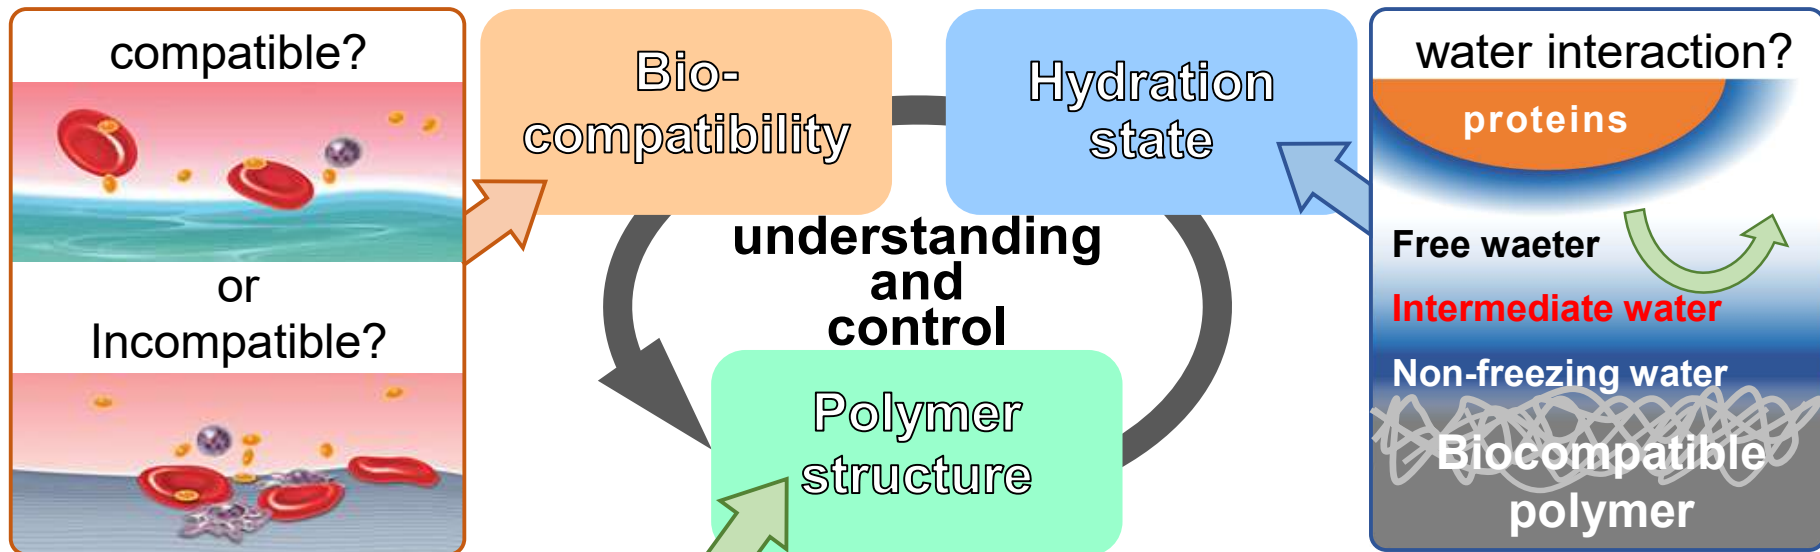 compatible?
or
Incompatible?
Bio-
compatibility
Hydration
state
understanding
and
control
Polymer
structure
water interaction?
proteins
Free waeter
Intermediate water
Non-freezing water
Biocompatible
polymer